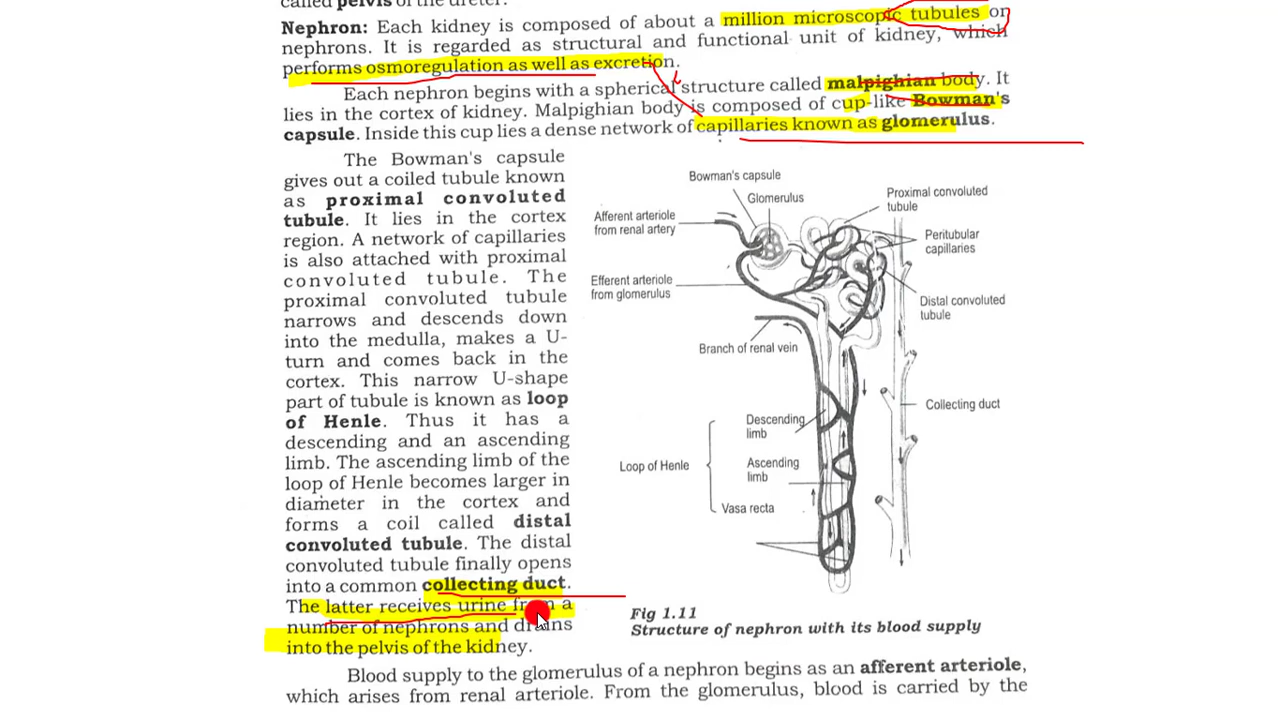 called pelvis of the ureter.
Nephron: Each kidney is composed of about a million microscopic tubules or
nephrons. It is regarded as structural and functional unit of kidney, which
performs osmoregulation as well as excretion.
Each nephron begins with a spherical structure called malpighian body. It
lies in the cortex of kidney. Malpighian body is composed of cup-like Bowman's
capsule. Inside this cup lies a dense network of capillaries known as glomerulus.
The Bowman's capsule
gives out a coiled tubule known
as proximal convoluted
tubule. It lies in the cortex
region. A network of capillaries
is also attached with proximal
convoluted tubule. The
proximal convoluted tubule
narrows and descends down
into the medulla, makes a U-
turn and comes back in the
cortex. This narrow U-shape
part of tubule is known as loop
of Henle. Thus it has a
descending and an ascending
limb. The ascending limb of the
loop of Henle becomes larger in
diameter in the cortex and
forms a coil called distal
convoluted tubule. The distal
convoluted tubule finally opens
into a common collecting duct.
The latter receives urine from a
number of nephrons and drains
into the pelvis of the kidney.
Bowman's capsule
Glomerulus
Proximal convoluted
tubule
Afferent arteriole
from renal artery
Peritubular
capillaries
Efferent arteriole
from glomerulus
Distal convoluted
tubule
Branch of renal vein
Collecting duct
Descending
limb
Loop of Henle
Ascending
limb
Vasa recta
Fig 1.11
Structure of nephron with its blood supply
Blood supply to the glomerulus of a nephron begins as an afferent arteriole,
which arises from renal arteriole. From the glomerulus, blood is carried by the